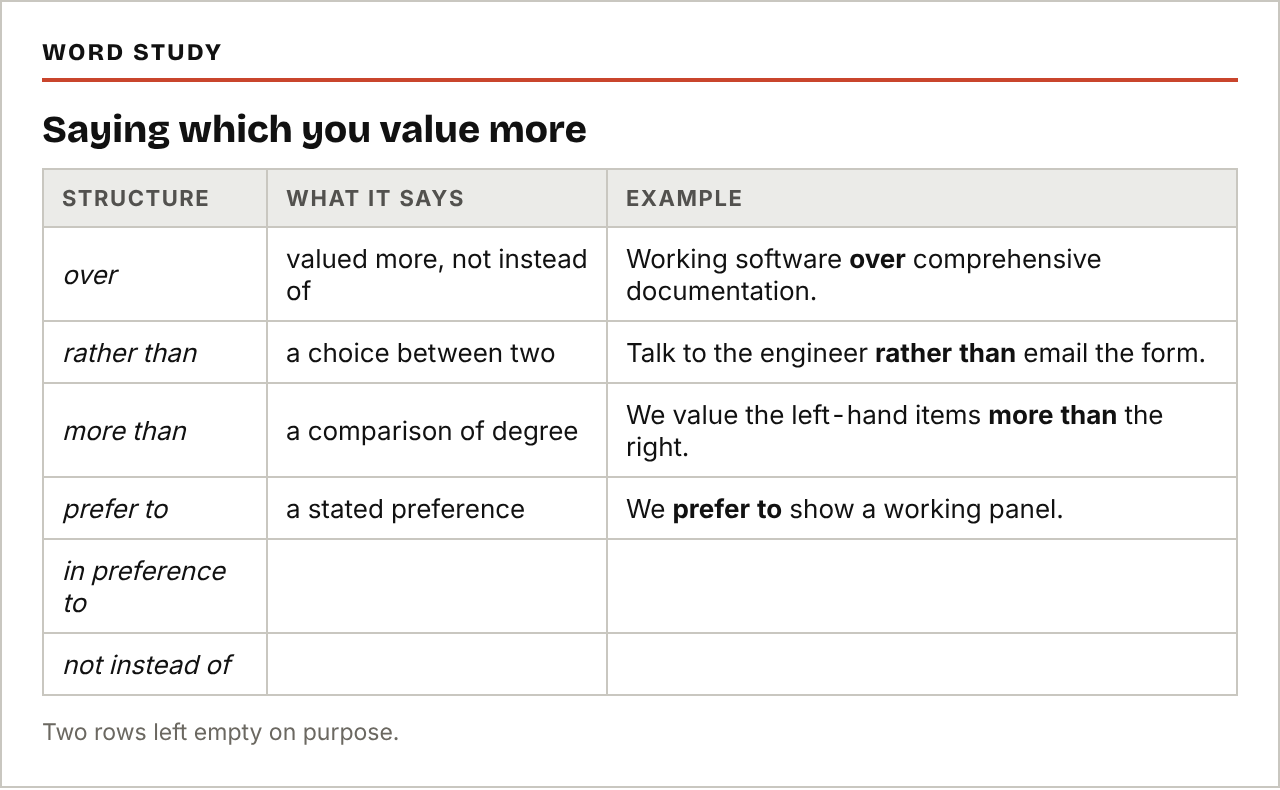 WORD STUDY
Saying which you value more
STRUCTURE
WHAT IT SAYS
EXAMPLE
over
valued more, not instead
of
Working software over comprehensive
documentation.
rather than
a choice between two
Talk to the engineer rather than email the form.
more than
a comparison of degree
We value the left-hand items more than the
right.
prefer to
a stated preference
We prefer to show a working panel.
in preference
to
not instead of
Two rows left empty on purpose.